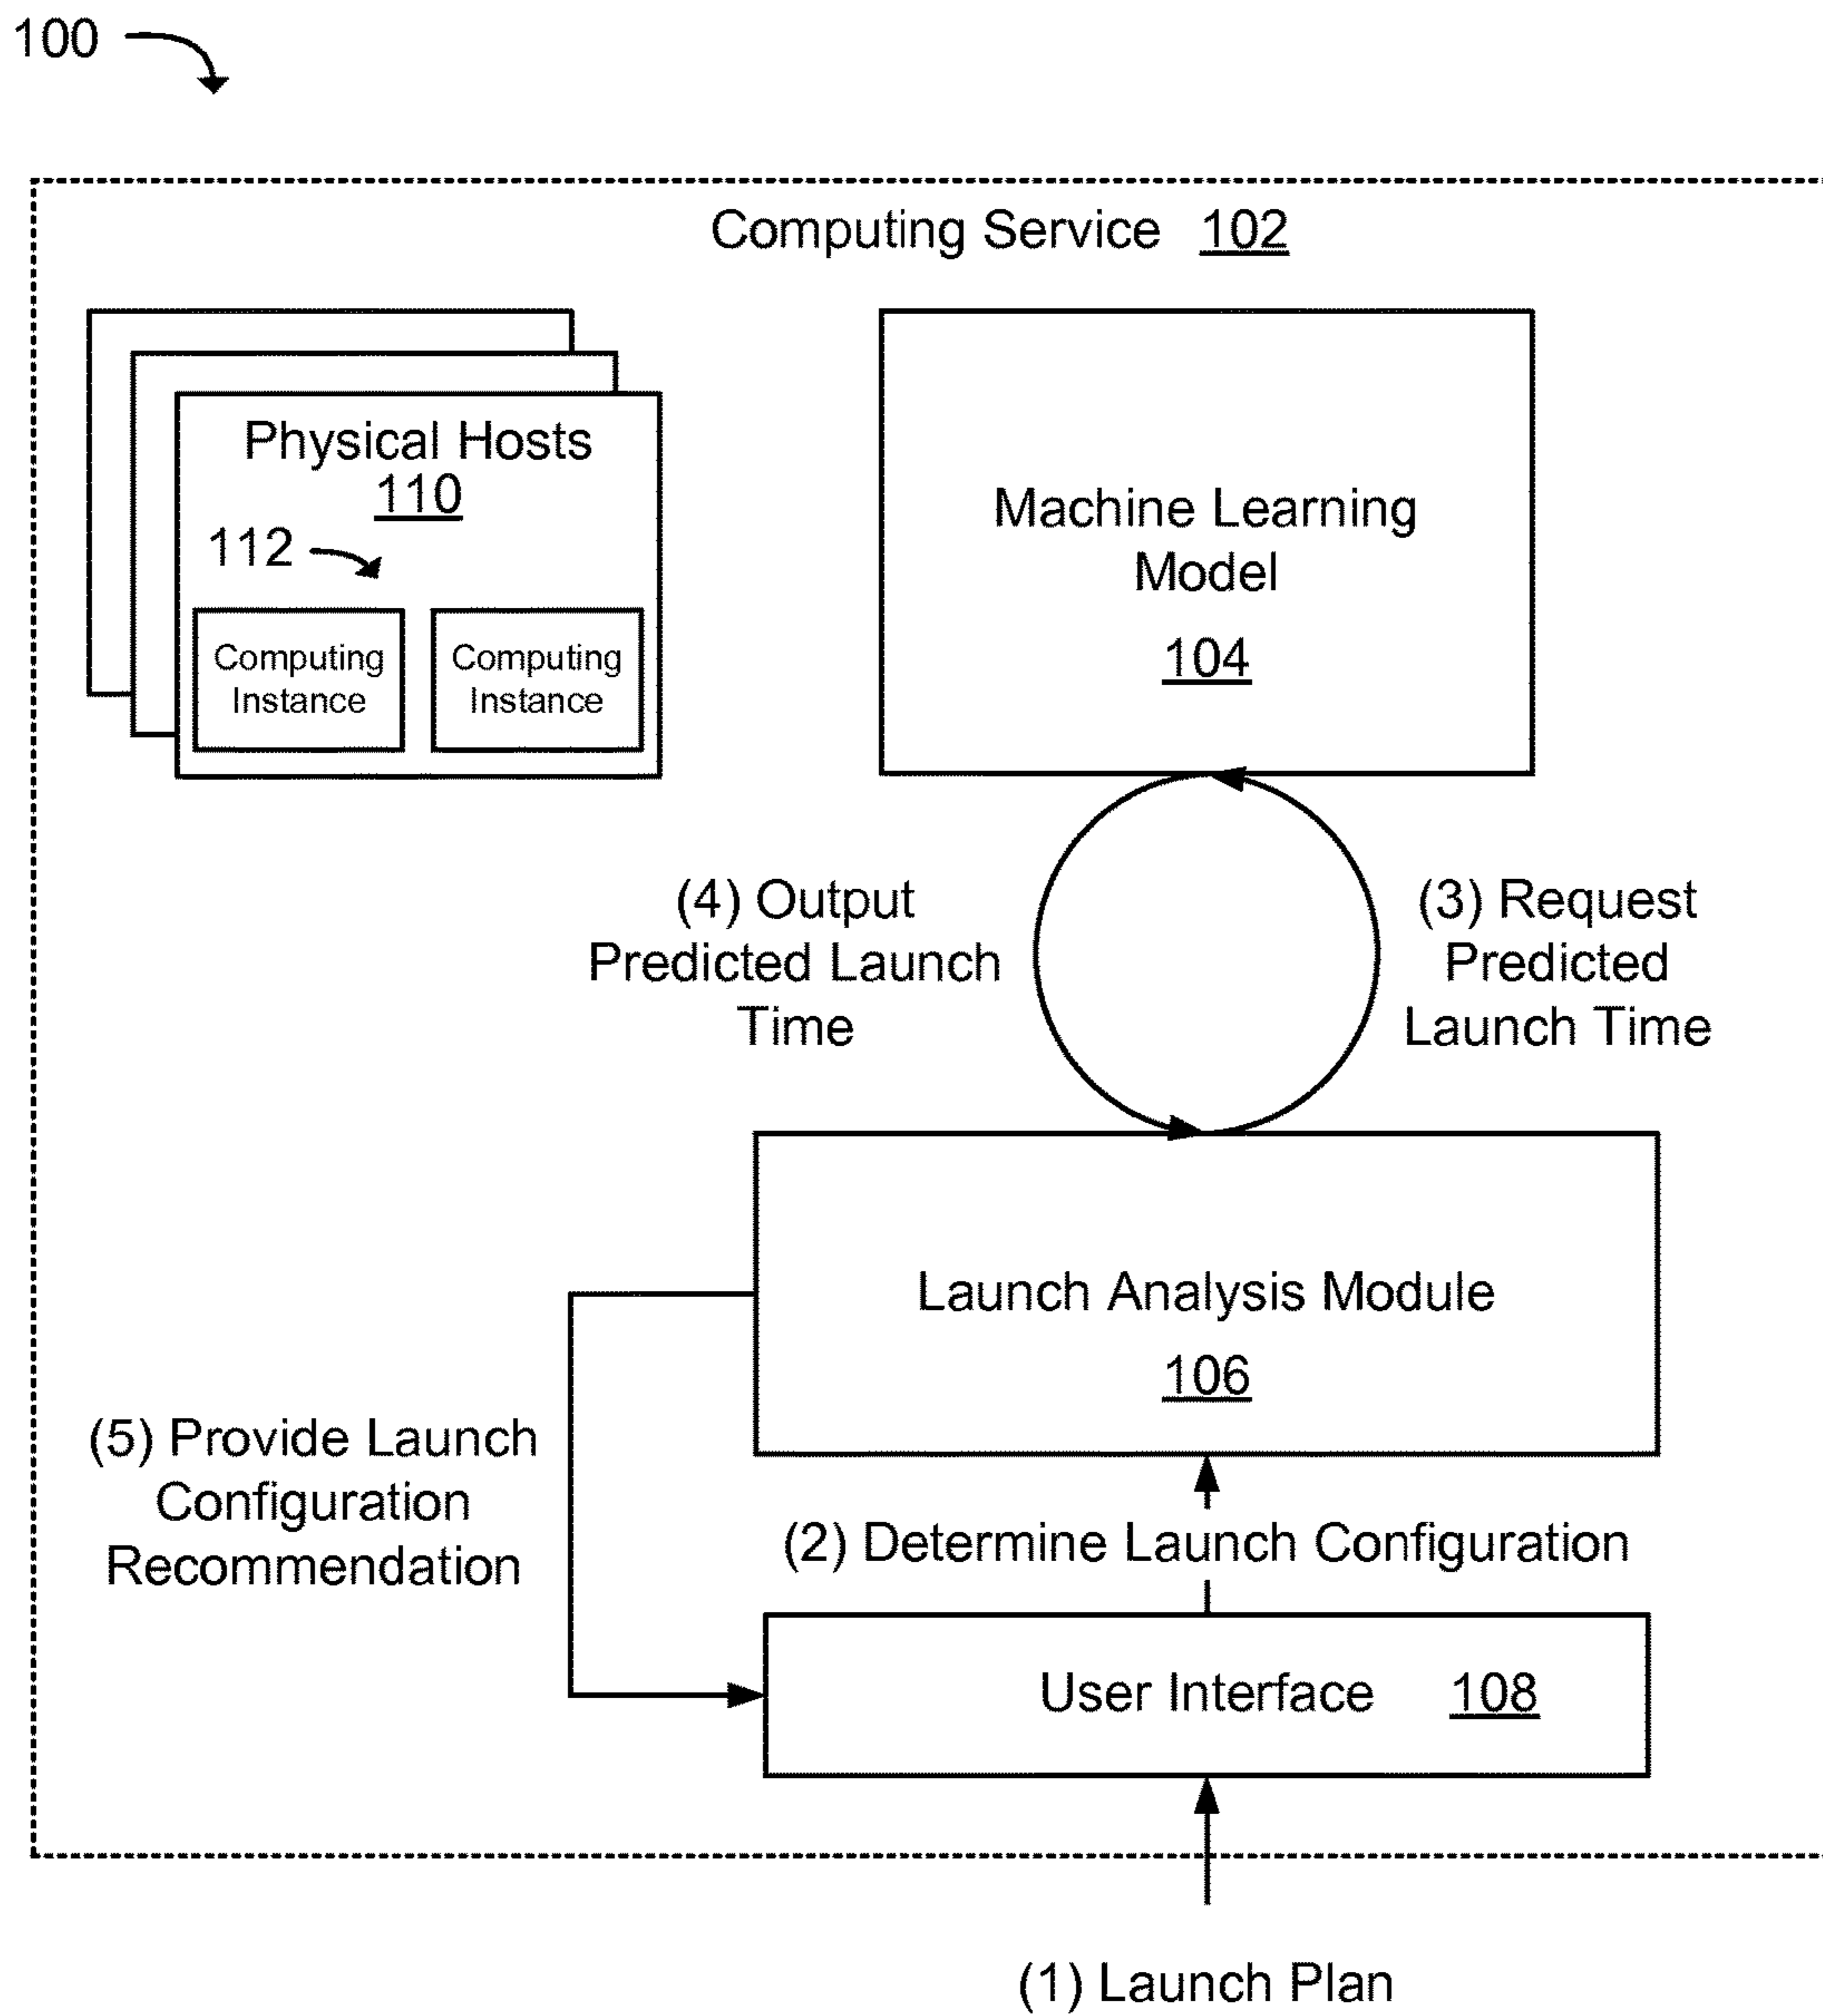 100
Computing Service 102
Physical Hosts
110
112
Computing
Instance
Computing
Instance
Machine Learning
Model
104
(4) Output
Predicted Launch
Time
(3) Request
Predicted
Launch Time
Launch Analysis Module
106
(5) Provide Launch
Configuration
Recommendation
(2) Determine Launch Configuration
User Interface 108
(1) Launch Plan